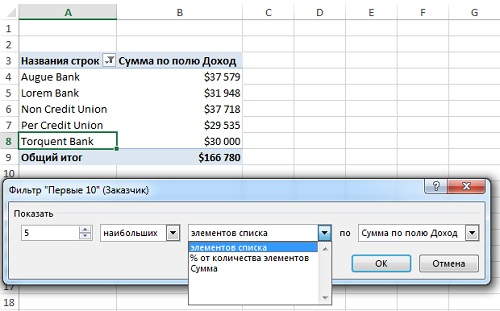 A B C D E F G
1
2
3 Названия строк Сумма по полю Доход
4 Augue Bank $37 579
5 Lorem Bank $31 948
6 Non Credit Union $37 718
7 Per Credit Union $29 535
8 Torquent Bank $30 000
9 Общий итог $166 780
10
Фильтр "Первые 10" (Заказчик)
Показать
5 наибольших элементов списка по Сумма по полю Доход
элементов списка
% от количества элементов
Сумма
ОК Отмена
17
18